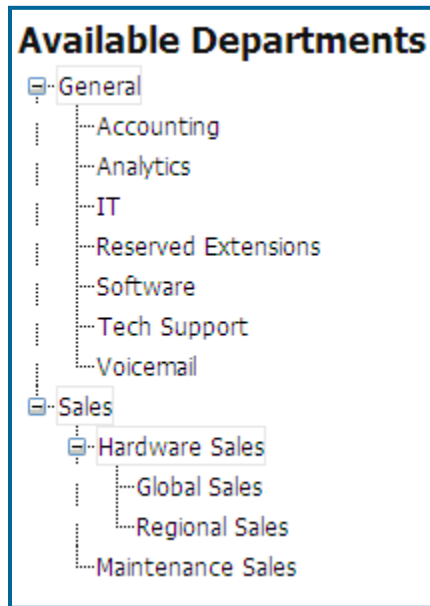 Available Departments
General
Accounting
Analytics
IT
Reserved Extensions
Software
Tech Support
Voicemail
Sales
Hardware Sales
Global Sales
Regional Sales
Maintenance Sales